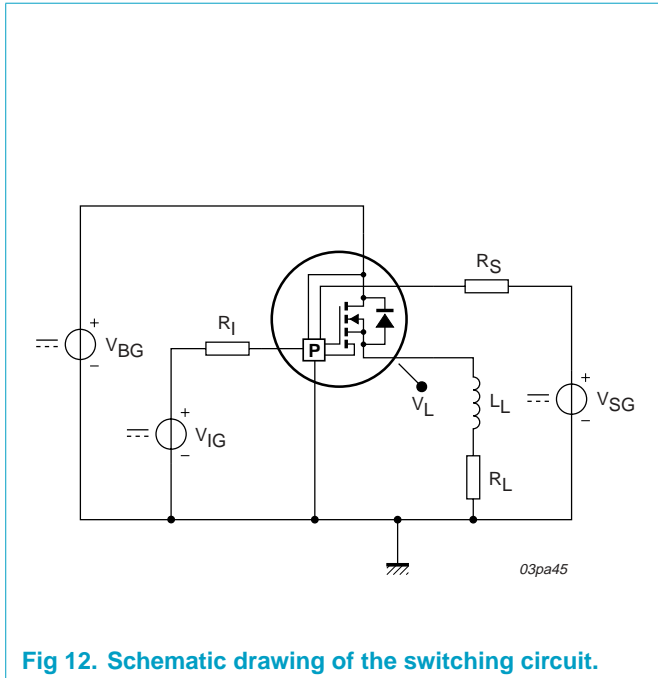 R_S
R_I
+
V_BG
−
P
+
V_IG
−
V_L
L_L
+
V_SG
−
R_L
03pa45
Fig 12. Schematic drawing of the switching circuit.